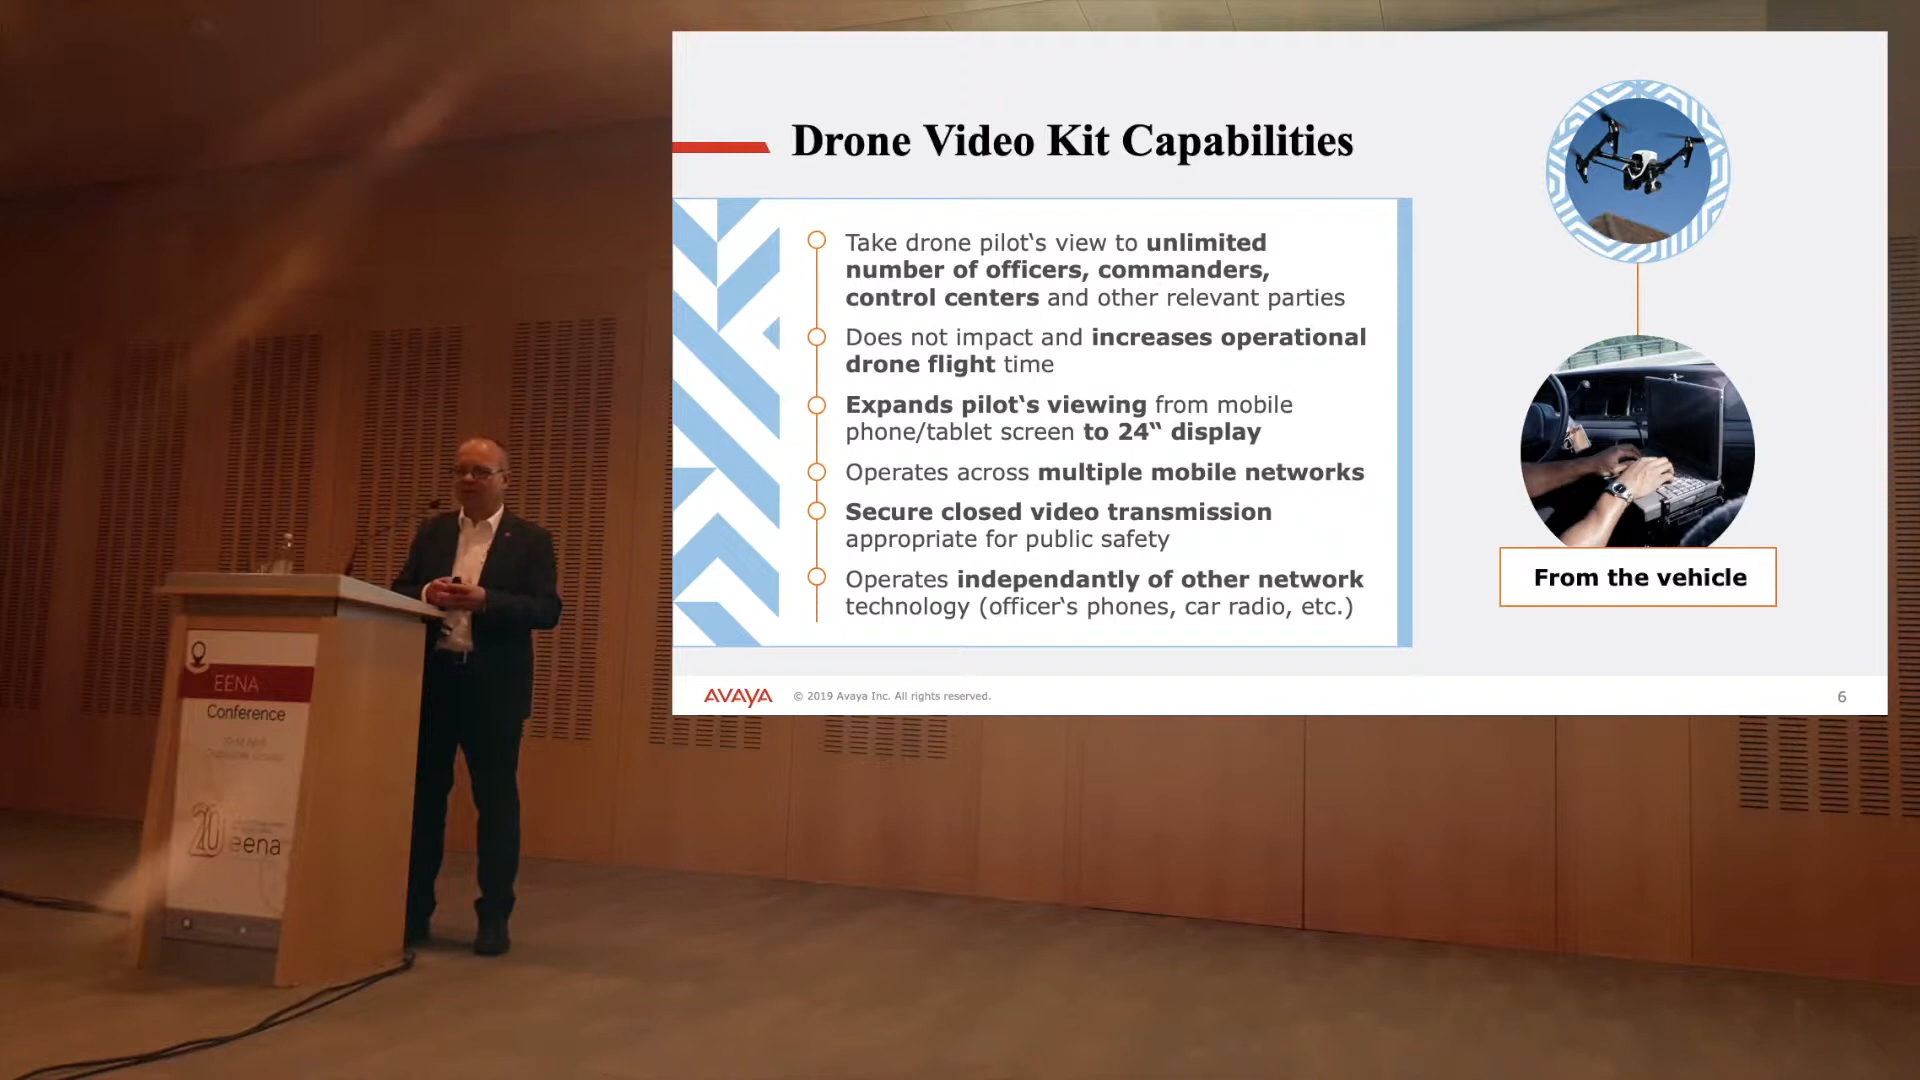 Drone Video Kit Capabilities
Take drone pilot‘s view to unlimited
number of officers, commanders,
control centers and other relevant parties
Does not impact and increases operational
drone flight time
Expands pilot‘s viewing from mobile
phone/tablet screen to 24“ display
Operates across multiple mobile networks
Secure closed video transmission
appropriate for public safety
Operates independantly of other network
technology (officer‘s phones, car radio, etc.)
From the vehicle
AVAYA
© 2019 Avaya Inc. All rights reserved.
6
EENA
Conference
20
eena